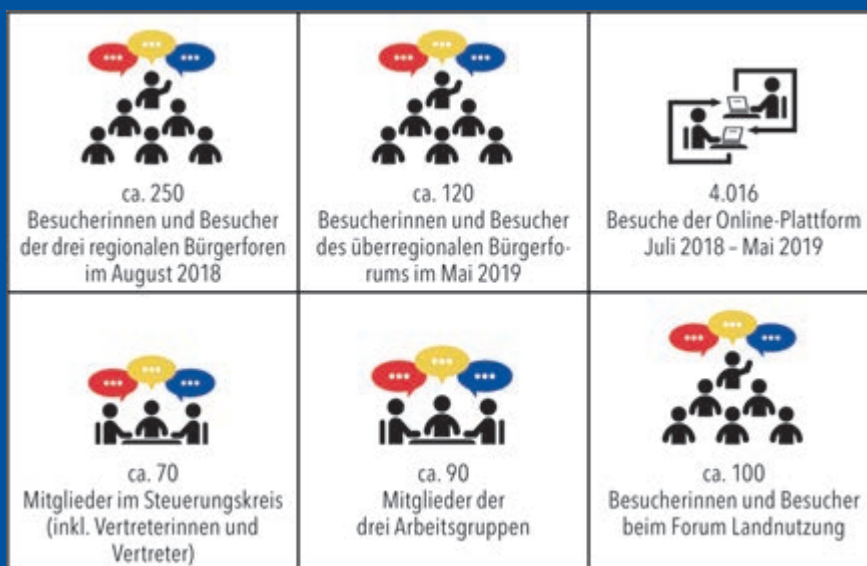 ca. 250
Besucherinnen und Besucher
der drei regionalen Bürgerforen
im August 2018
ca. 120
Besucherinnen und Besucher
des überregionalen Bürgerfo-
rums im Mai 2019
4.016
Besuche der Online-Plattform
Juli 2018 – Mai 2019
ca. 70
Mitglieder im Steuerungskreis
(inkl. Vertreterinnen und
Vertreter)
ca. 90
Mitglieder der
drei Arbeitsgruppen
ca. 100
Besucherinnen und Besucher
beim Forum Landnutzung